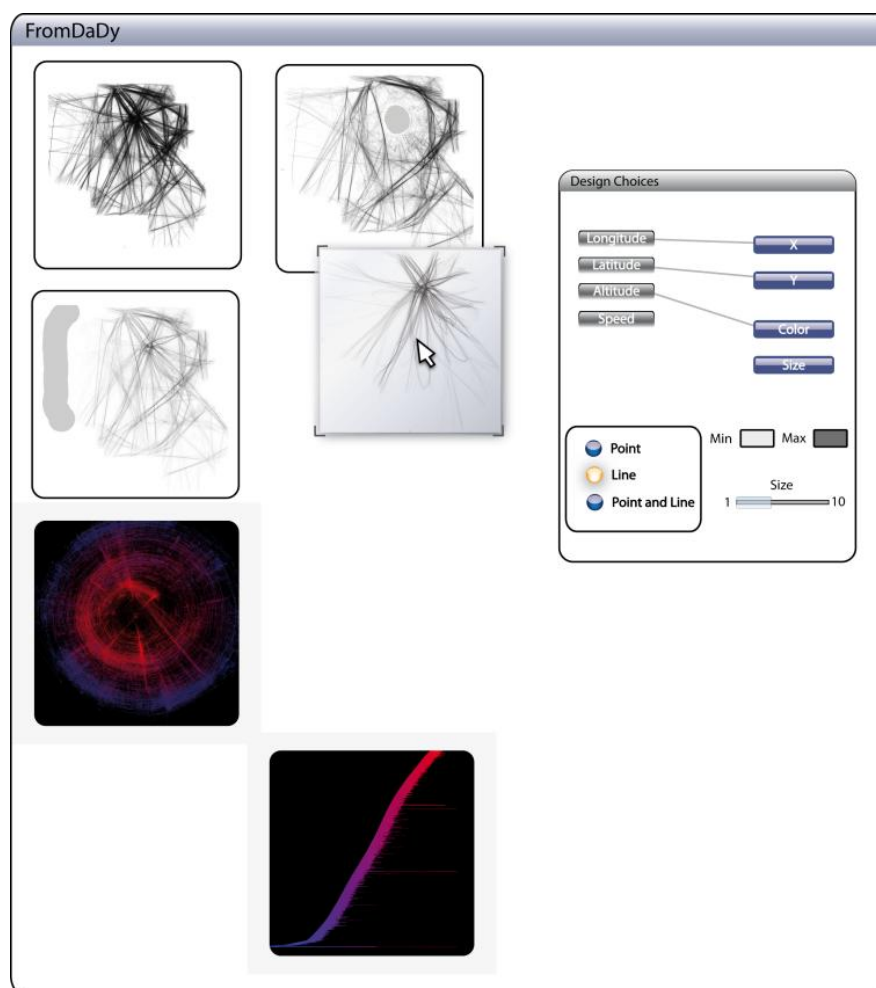 FromDaDy
Design Choices
Longitude
X
Latitude
Y
Altitude
Speed
Color
Size
Point
Line
Point and Line
Min
Max
Size
1
10